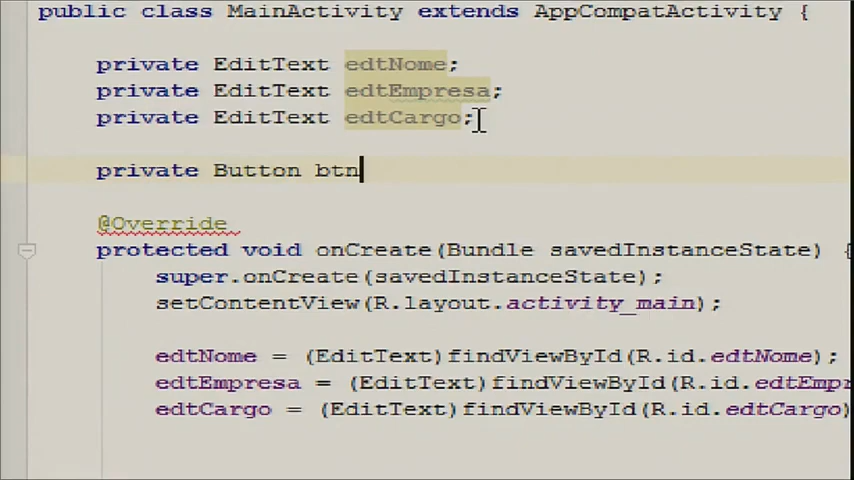 public class MainActivity extends AppCompatActivity {
private EditText edtNome;
private EditText edtEmpresa;
private EditText edtCargo;
private Button btn
@Override
protected void onCreate(Bundle savedInstanceState) {
super.onCreate(savedInstanceState);
setContentView(R.layout.activity_main);
edtNome = (EditText)findViewById(R.id.edtNome);
edtEmpresa = (EditText)findViewById(R.id.edtEmpr
edtCargo = (EditText)findViewById(R.id.edtCargo)